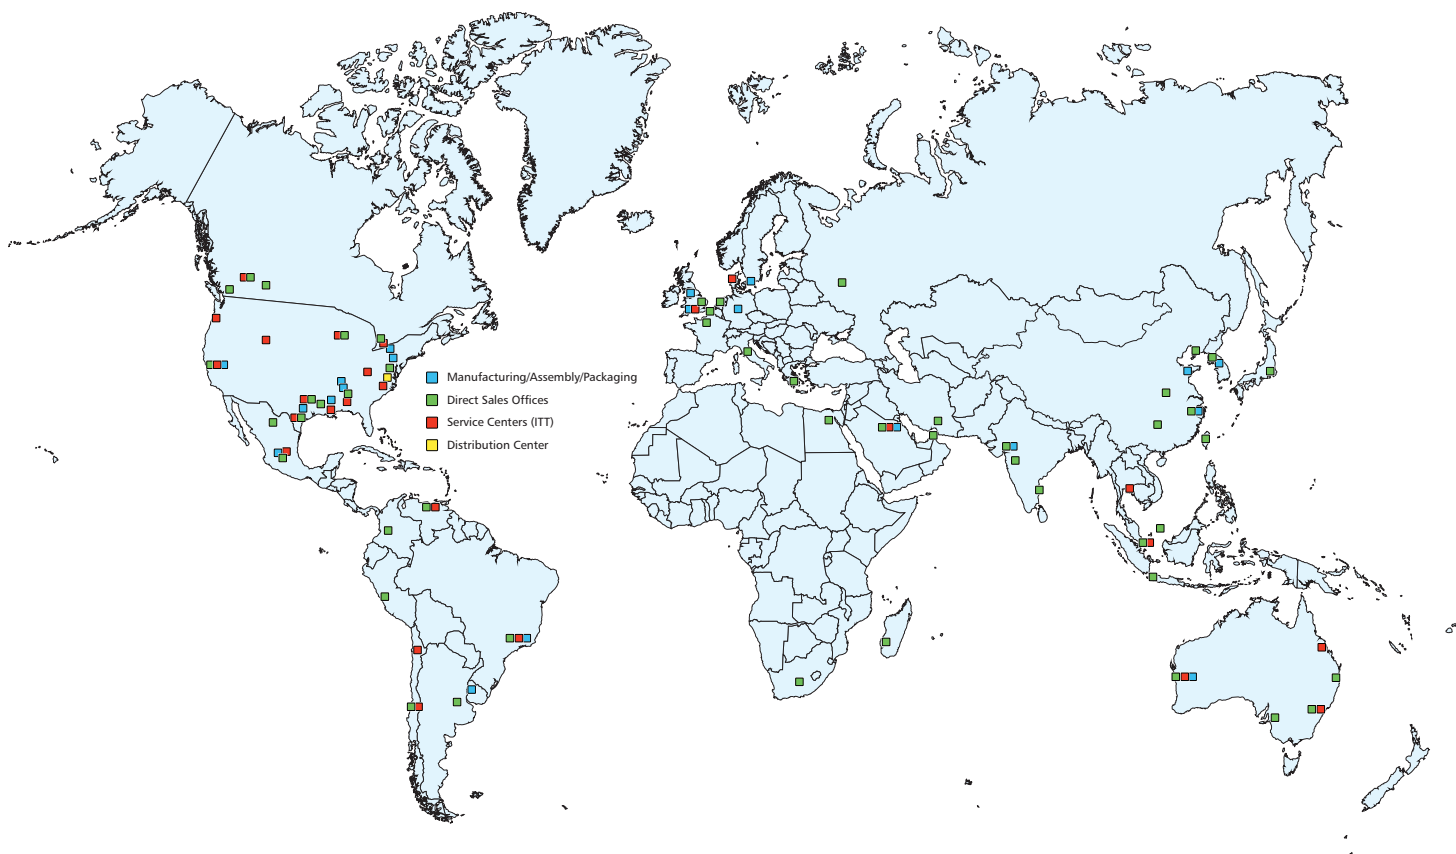 Manufacturing/Assembly/Packaging
Direct Sales Offices
Service Centers (ITT)
Distribution Center